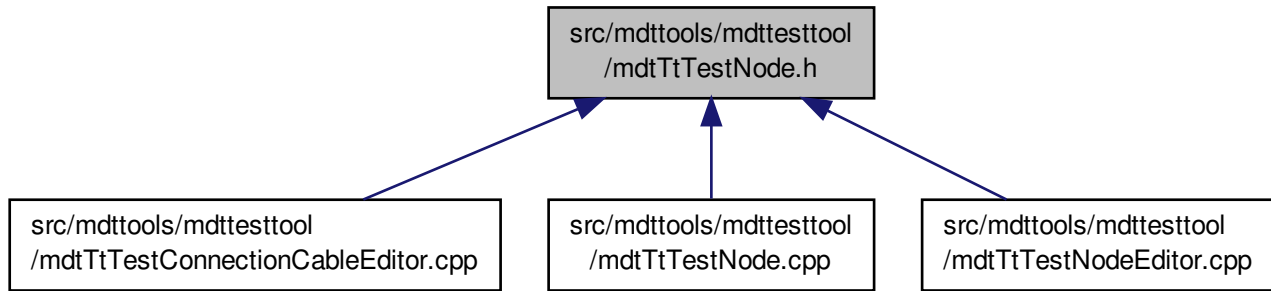 src/mdttools/mdttesttool
/mdtTtTestNode.h
src/mdttools/mdttesttool
/mdtTtTestConnectionCableEditor.cpp
src/mdttools/mdttesttool
/mdtTtTestNode.cpp
src/mdttools/mdttesttool
/mdtTtTestNodeEditor.cpp